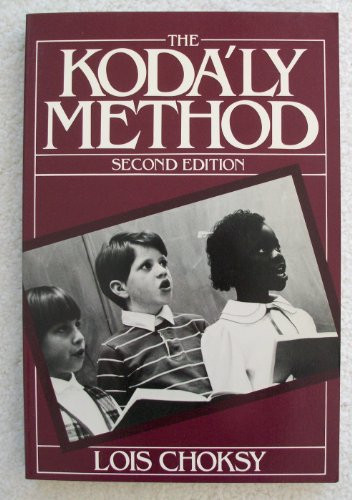 THE
KODÁLY
METHOD
SECOND EDITION
LOIS CHOKSY